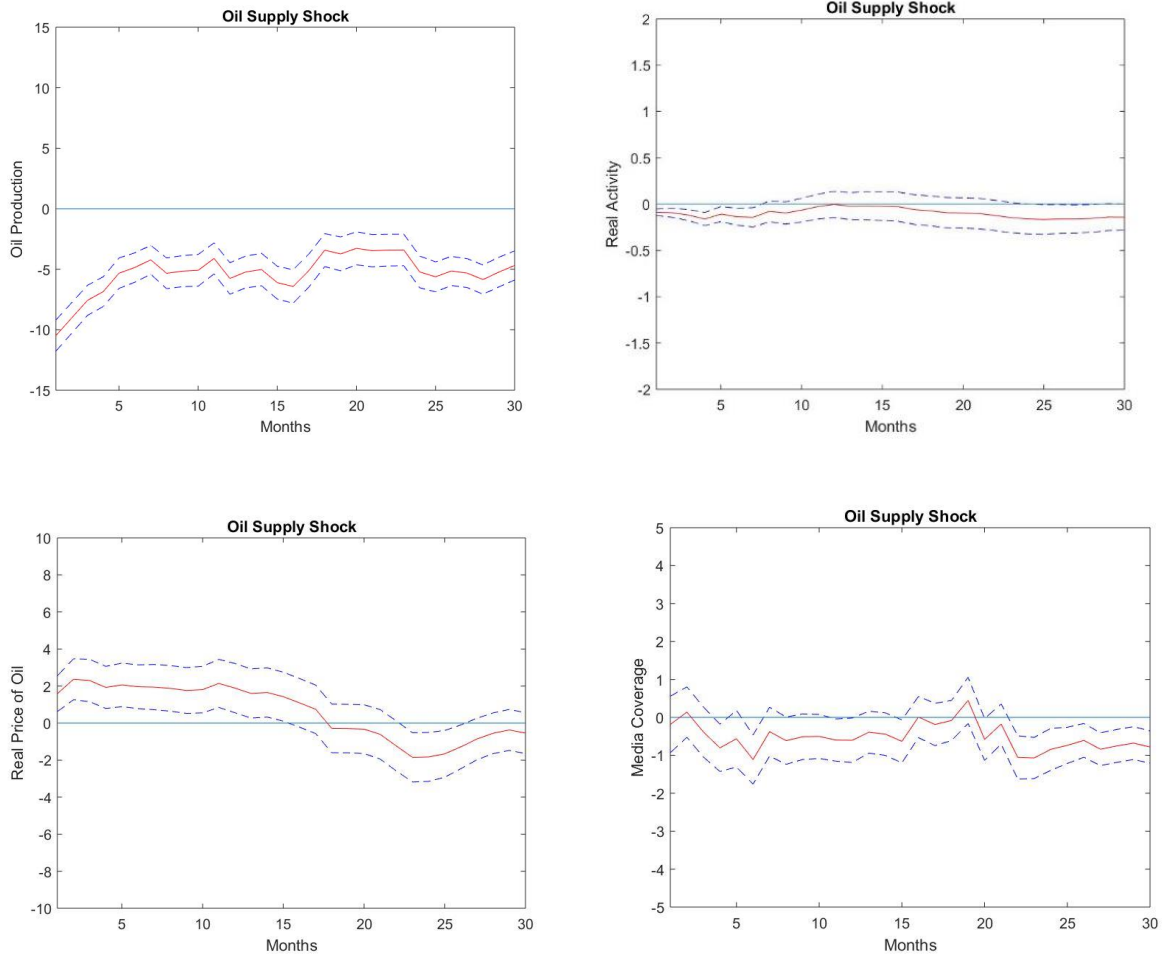 Oil Supply Shock
15
10
5
0
-5
-10
-15
Oil Production
5 10 15 20 25 30
Months
Oil Supply Shock
2
1.5
1
0.5
0
-0.5
-1
-1.5
-2
Real Activity
5 10 15 20 25 30
Months
Oil Supply Shock
10
8
6
4
2
0
-2
-4
-6
-8
-10
Real Price of Oil
5 10 15 20 25 30
Months
Oil Supply Shock
5
4
3
2
1
0
-1
-2
-3
-4
-5
Media Coverage
5 10 15 20 25 30
Months